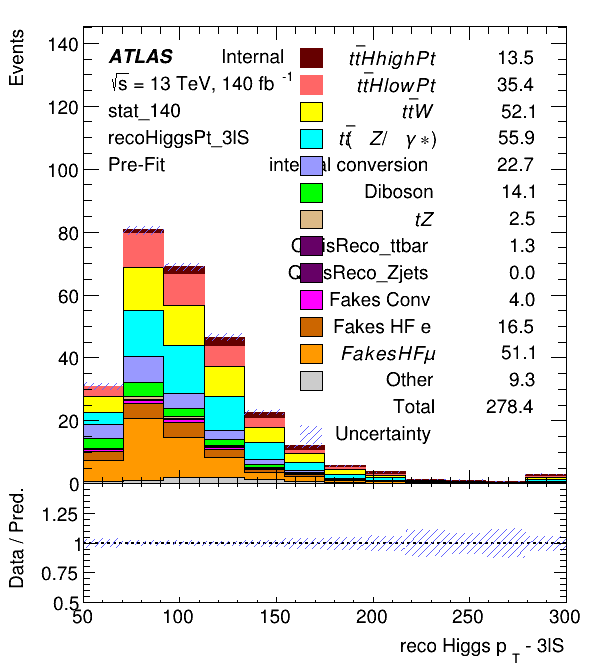 Events
140
120
100
80
60
40
20
0
ATLAS Internal
√s = 13 TeV, 140 fb⁻¹
stat_140
recoHiggsPt_3lS
Pre-Fit
tt̅HhighPt 13.5
tt̅HlowPt 35.4
tt̅W 52.1
tt̅( Z/ γ*) 55.9
internal conversion 22.7
Diboson 14.1
tZ 2.5
QmisReco_ttbar 1.3
QmisReco_Zjets 0.0
Fakes Conv 4.0
Fakes HF e 16.5
FakesHFμ 51.1
Other 9.3
Total 278.4
Uncertainty
Data / Pred.
1.25
1
0.75
0.5
50 100 150 200 250 300
reco Higgs p_T - 3lS